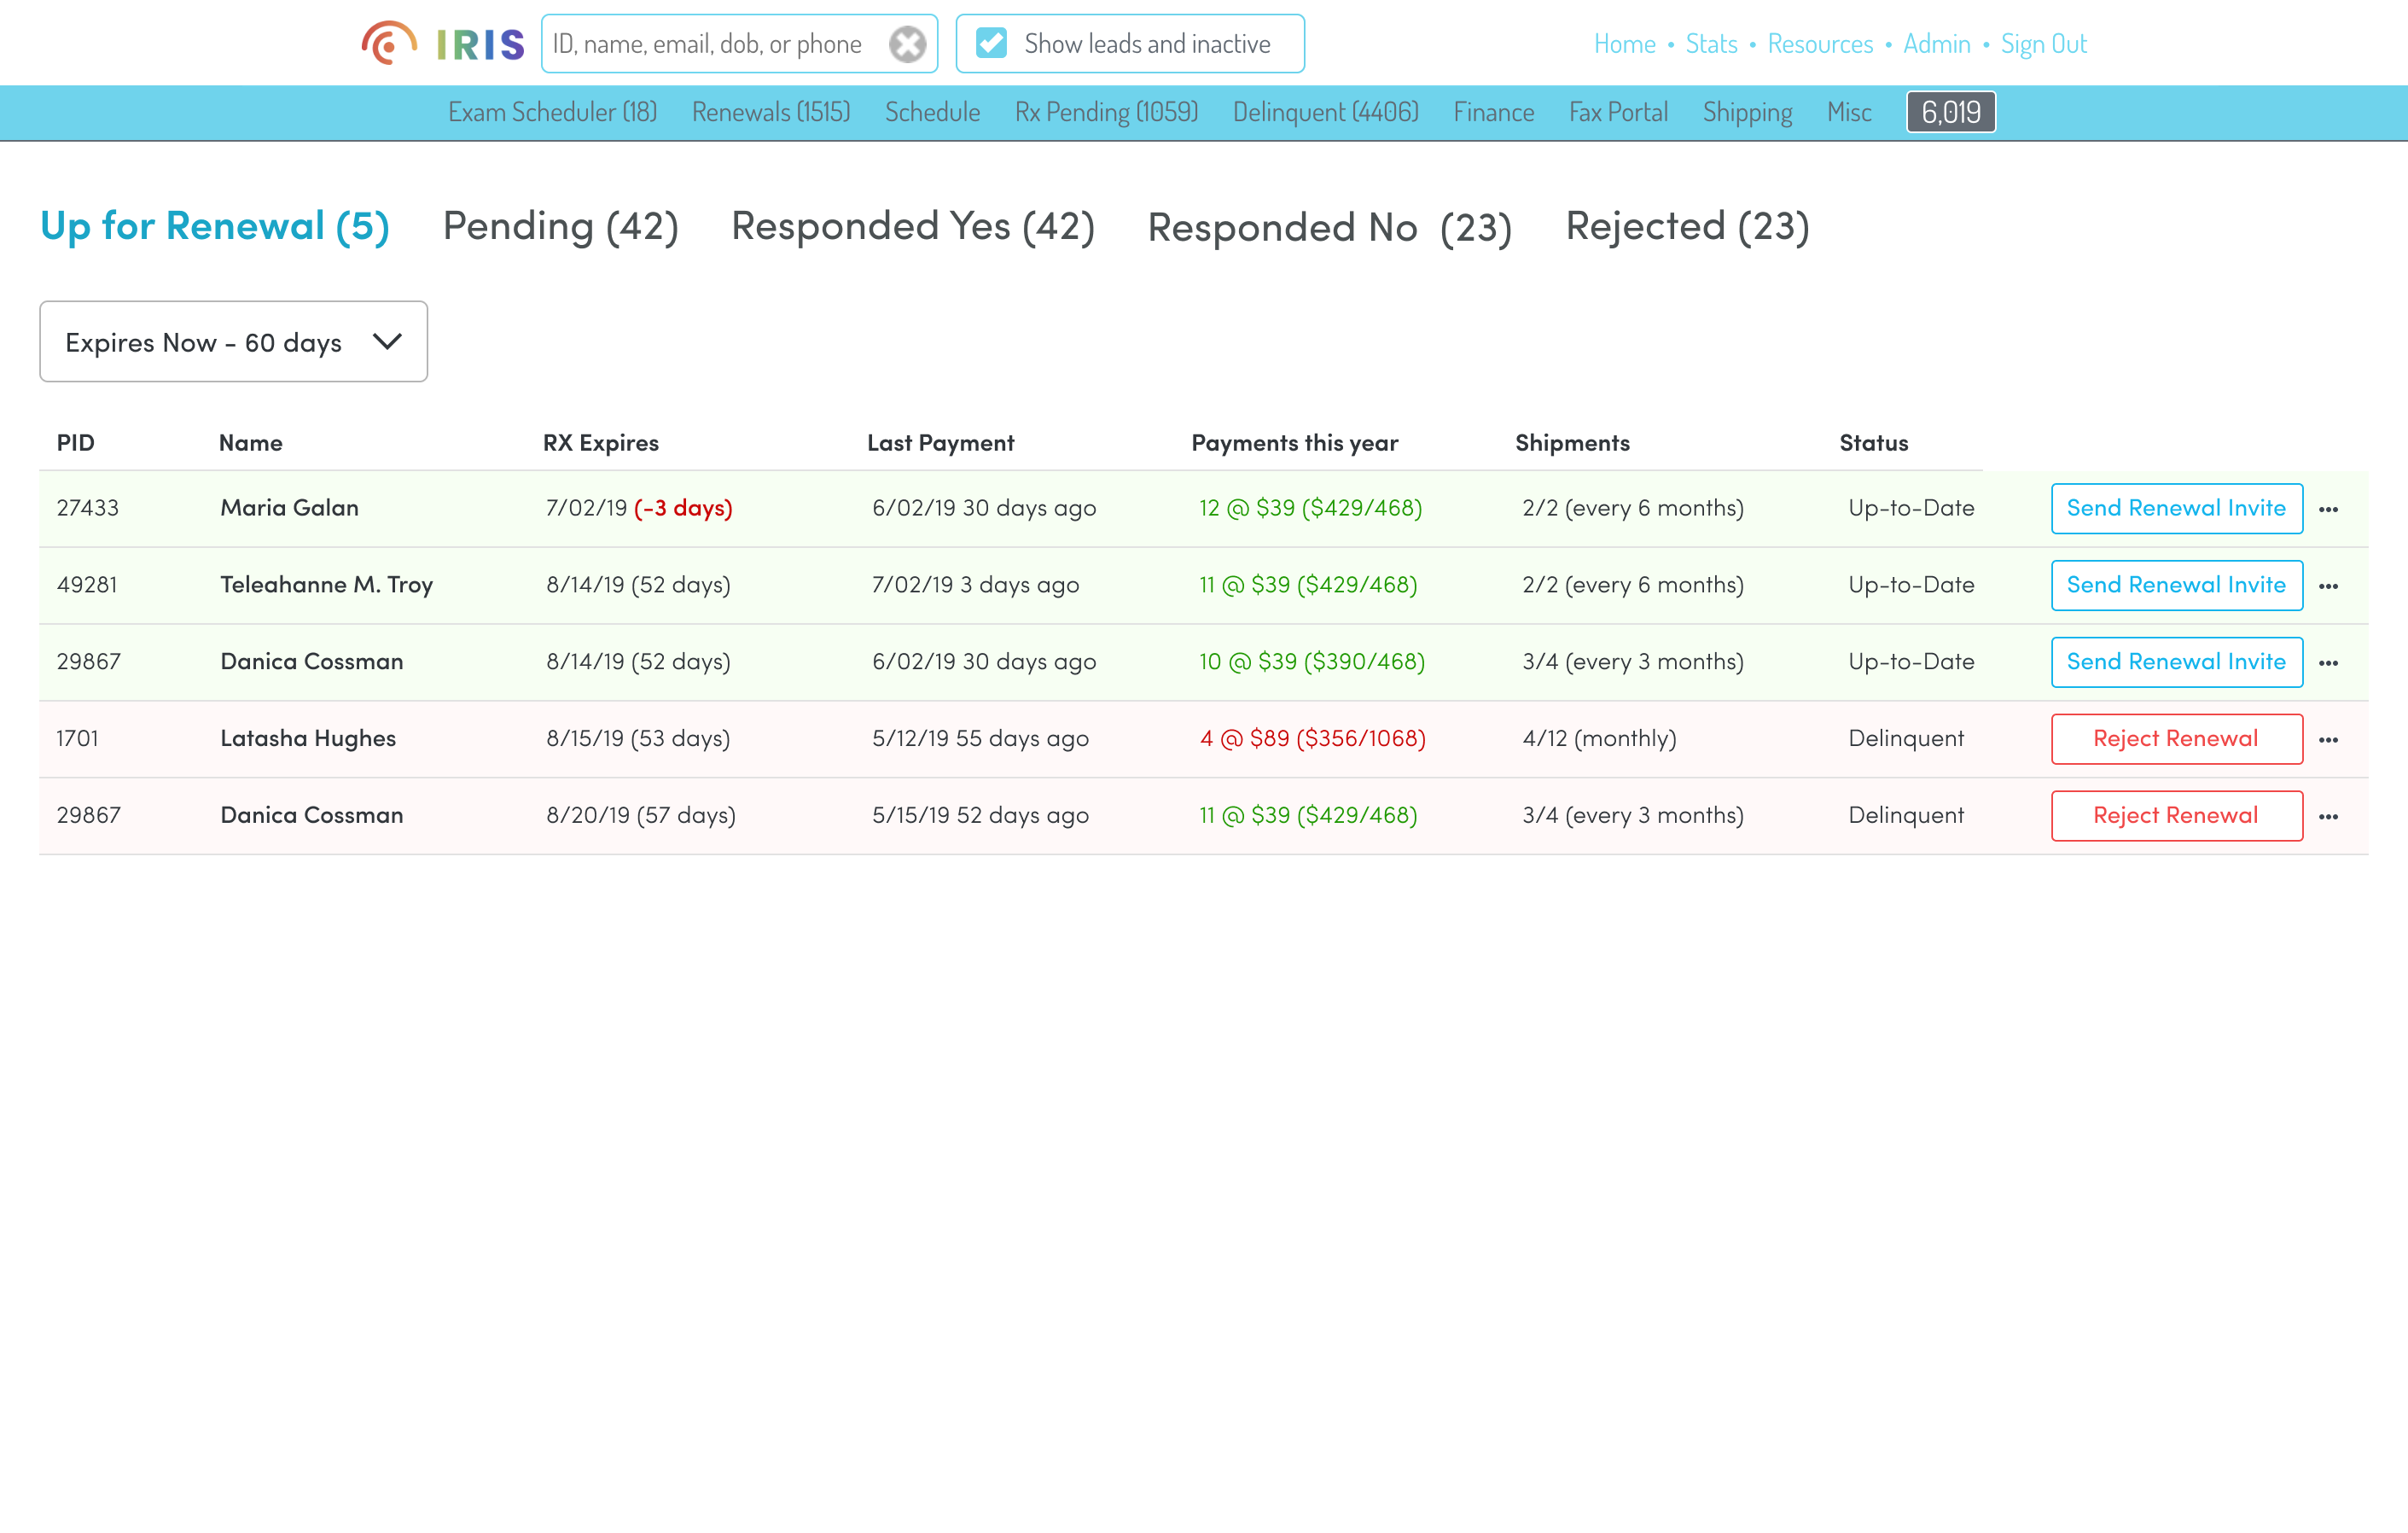 IRIS ID, name, email, dob, or phone Show leads and inactive Home • Stats • Resources • Admin • Sign Out
Exam Scheduler (18) Renewals (1515) Schedule Rx Pending (1059) Delinquent (4406) Finance Fax Portal Shipping Misc 6,019
Up for Renewal (5) Pending (42) Responded Yes (42) Responded No (23) Rejected (23)
Expires Now - 60 days
PID Name RX Expires Last Payment Payments this year Shipments Status
27433 Maria Galan 7/02/19 (-3 days) 6/02/19 30 days ago 12 @ $39 ($429/468) 2/2 (every 6 months) Up-to-Date Send Renewal Invite •••
49281 Teleahanne M. Troy 8/14/19 (52 days) 7/02/19 3 days ago 11 @ $39 ($429/468) 2/2 (every 6 months) Up-to-Date Send Renewal Invite •••
29867 Danica Cossman 8/14/19 (52 days) 6/02/19 30 days ago 10 @ $39 ($390/468) 3/4 (every 3 months) Up-to-Date Send Renewal Invite •••
1701 Latasha Hughes 8/15/19 (53 days) 5/12/19 55 days ago 4 @ $89 ($356/1068) 4/12 (monthly) Delinquent Reject Renewal •••
29867 Danica Cossman 8/20/19 (57 days) 5/15/19 52 days ago 11 @ $39 ($429/468) 3/4 (every 3 months) Delinquent Reject Renewal •••